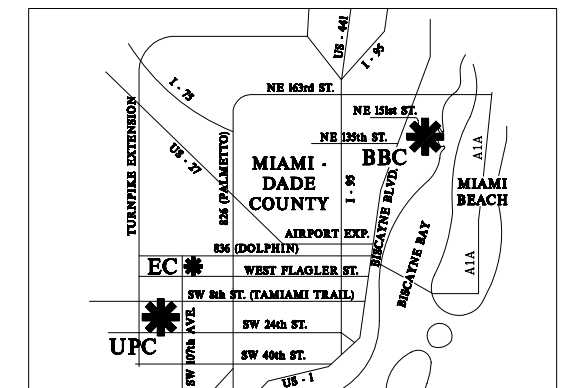 US - 441
I - 95
I - 75
NE 163rd ST.
NE 151st ST.
NE 135th ST.
BBC
TURNPIKE EXTENSION
US - 27
826 (PALMETTO)
MIAMI -
DADE
COUNTY
I - 95
BISCAYNE BLVD.
A1A
MIAMI
BEACH
AIRPORT EXP.
836 (DOLPHIN)
BISCAYNE BAY
A1A
EC
WEST FLAGLER ST.
SW 8th ST. (TAMIAMI TRAIL)
UPC
SW 107th AVE.
SW 24th ST.
SW 40th ST.
US - 1